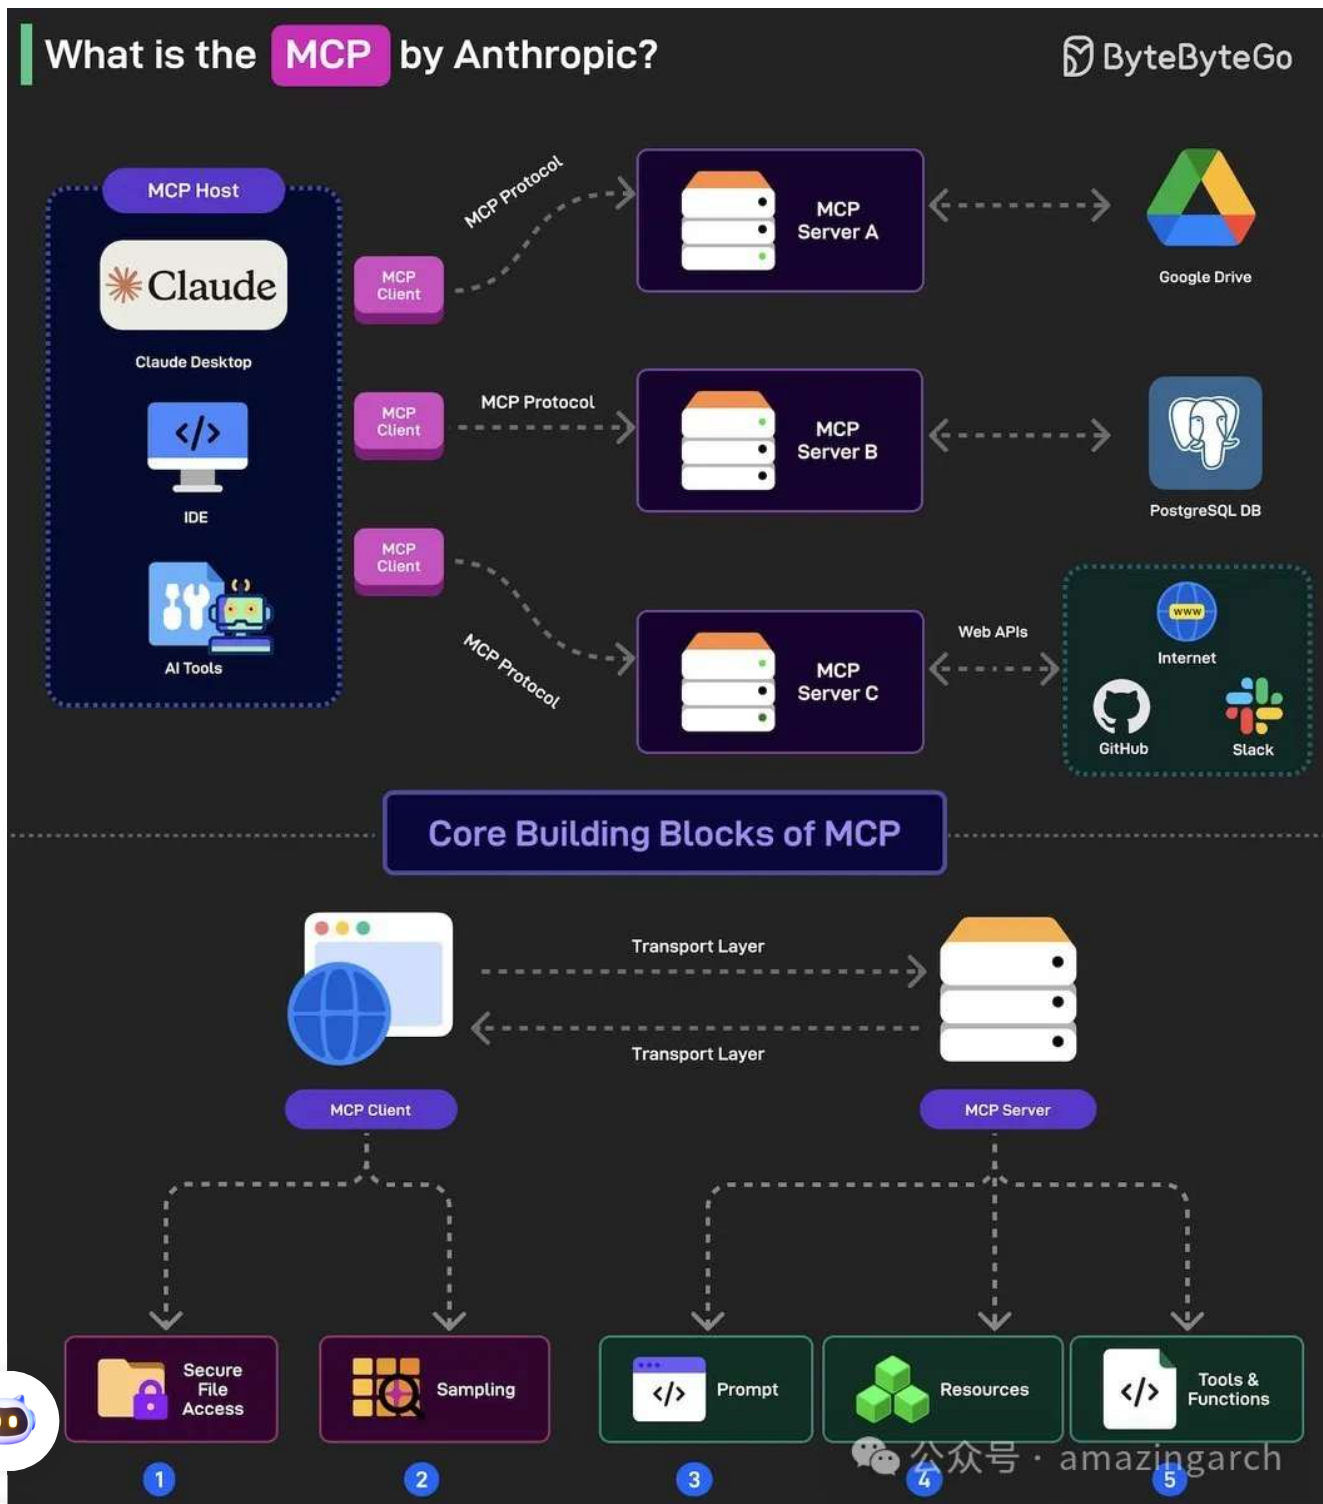 What is the MCP by Anthropic?
ByteByteGo
MCP Host
Claude
Claude Desktop
</>
IDE
AI Tools
MCP
Client
MCP
Client
MCP
Client
MCP Protocol
MCP Protocol
MCP Protocol
MCP
Server A
MCP
Server B
MCP
Server C
Google Drive
PostgreSQL DB
Web APIs
WWW
Internet
GitHub
Slack
Core Building Blocks of MCP
Transport Layer
Transport Layer
MCP Client
MCP Server
Secure
File
Access
Sampling
</>
Prompt
Resources
</>
Tools &
Functions
公众号 · amazingarch
1
2
3
4
5